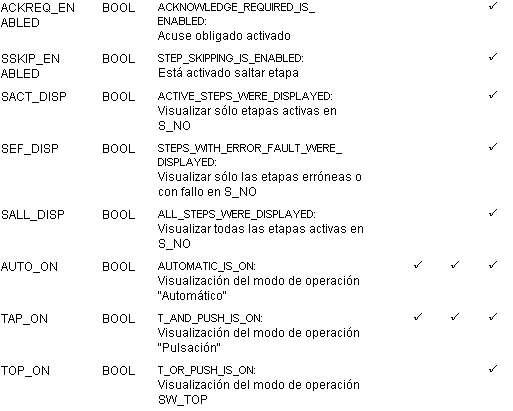 ACKREQ_EN BOOL ACKNOWLEDGE_REQUIRED_IS_ ✓
ABLED ENABLED:
Acuse obligado activado
SSKIP_EN BOOL STEP_SKIPPING_IS_ENABLED: ✓
ABLED Está activado saltar etapa
SACT_DISP BOOL ACTIVE_STEPS_WERE_DISPLAYED: ✓
Visualizar sólo etapas activas en
S_NO
SEF_DISP BOOL STEPS_WITH_ERROR_FAULT_WERE_ ✓
DISPLAYED:
Visualizar sólo las etapas erróneas o
con fallo en S_NO
SALL_DISP BOOL ALL_STEPS_WERE_DISPLAYED: ✓
Visualizar todas las etapas activas en
S_NO
AUTO_ON BOOL AUTOMATIC_IS_ON: ✓ ✓ ✓
Visualización del modo de operación
"Automático"
TAP_ON BOOL T_AND_PUSH_IS_ON: ✓ ✓ ✓
Visualización del modo de operación
"Pulsación"
TOP_ON BOOL T_OR_PUSH_IS_ON: ✓
Visualización del modo de operación
SW_TOP